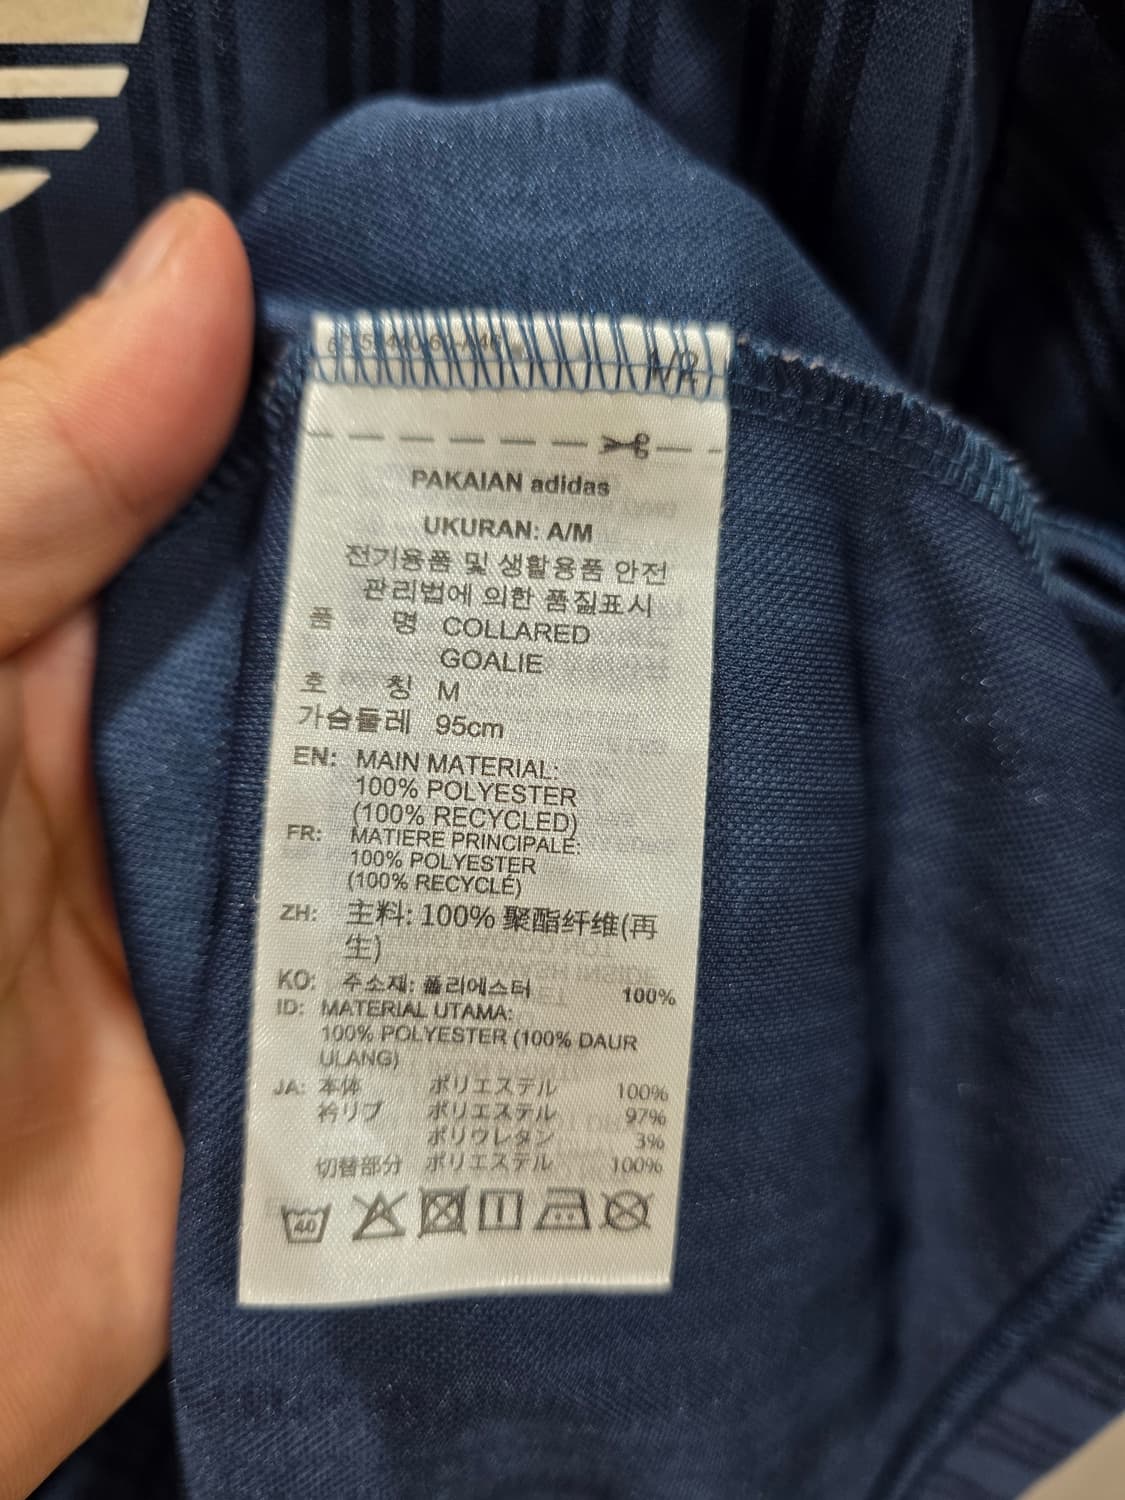 1/2
PAKAIAN adidas
UKURAN: A/M
전기용품 및 생활용품 안전
관리법에 의한 품질표시
품 명 COLLARED
GOALIE
호 칭 M
가슴둘레 95cm
EN: MAIN MATERIAL:
100% POLYESTER
(100% RECYCLED)
FR: MATIERE PRINCIPALE:
100% POLYESTER
(100% RECYCLÉ)
ZH: 主料: 100% 聚酯纤维(再
生)
KO: 주소재: 폴리에스터 100%
ID: MATERIAL UTAMA:
100% POLYESTER (100% DAUR
ULANG)
JA: 本体 ポリエステル 100%
衿リブ ポリエステル 97%
ポリウレタン 3%
切替部分 ポリエステル 100%
40